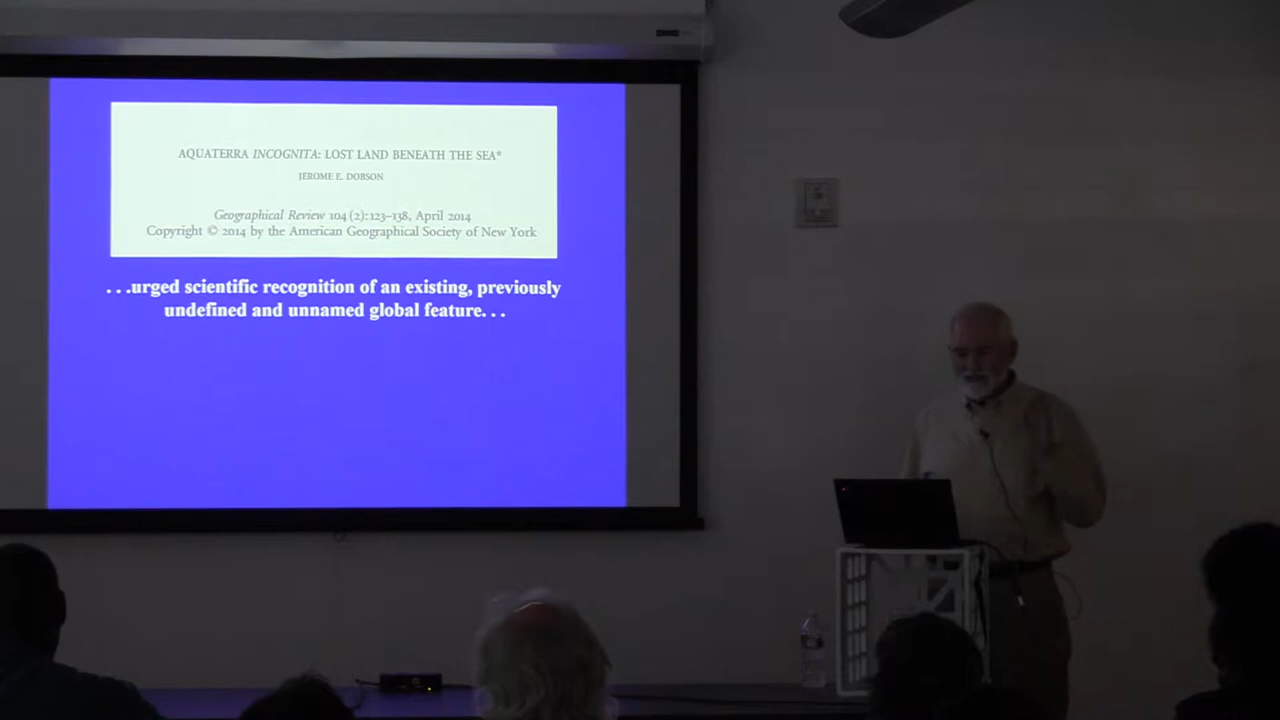 AQUATERRA INCOGNITA: LOST LAND BENEATH THE SEA*
JEROME E. DOBSON
Geographical Review 104 (2): 123–138, April 2014
Copyright © 2014 by the American Geographical Society of New York
. . .urged scientific recognition of an existing, previously
undefined and unnamed global feature. . .